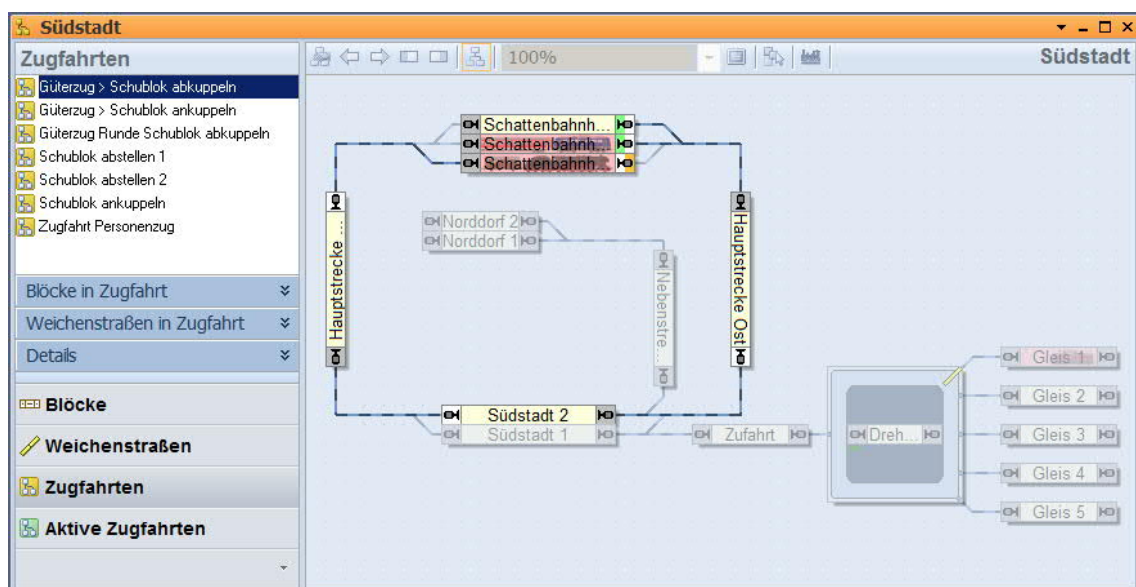 Südstadt
Zugfahrten
100%
Südstadt
Güterzug > Schublok abkuppeln
Güterzug > Schublok ankuppeln
Güterzug Runde Schublok abkuppeln
Schublok abstellen 1
Schublok abstellen 2
Schublok ankuppeln
Zugfahrt Personenzug
Blöcke in Zugfahrt
Weichenstraßen in Zugfahrt
Details
Blöcke
Weichenstraßen
Zugfahrten
Aktive Zugfahrten
Schattenbahnh...
Schattenbahnh...
Schattenbahnh...
Hauptstrecke ...
Norddorf 2
Norddorf 1
Nebenstre...
Hauptstrecke Ost
Südstadt 2
Südstadt 1
Zufahrt
Dreh...
Gleis 1
Gleis 2
Gleis 3
Gleis 4
Gleis 5